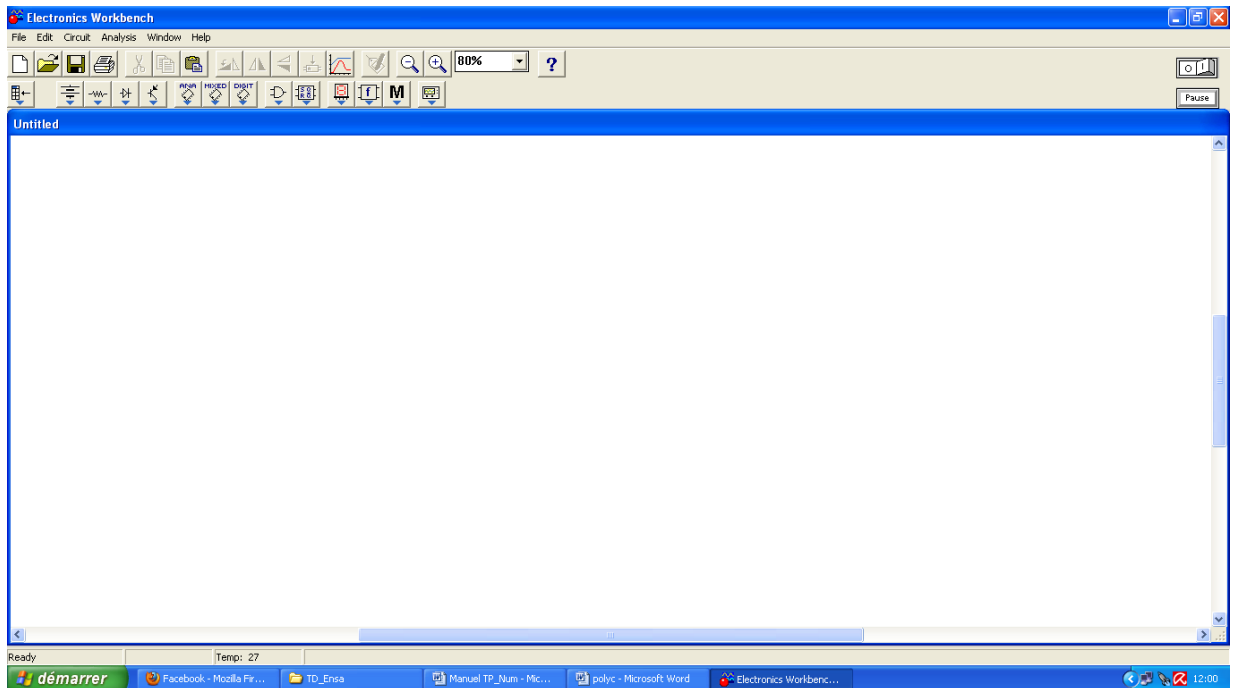 Electronics Workbench
File Edit Circuit Analysis Window Help
80% ?
ANA MIXED DIGIT M
Pause
Untitled
Ready Temp: 27
démarrer Facebook - Mozilla Fir... TD_Ensa Manuel TP_Num - Mic... polyc - Microsoft Word Electronics Workbenc... 12:00